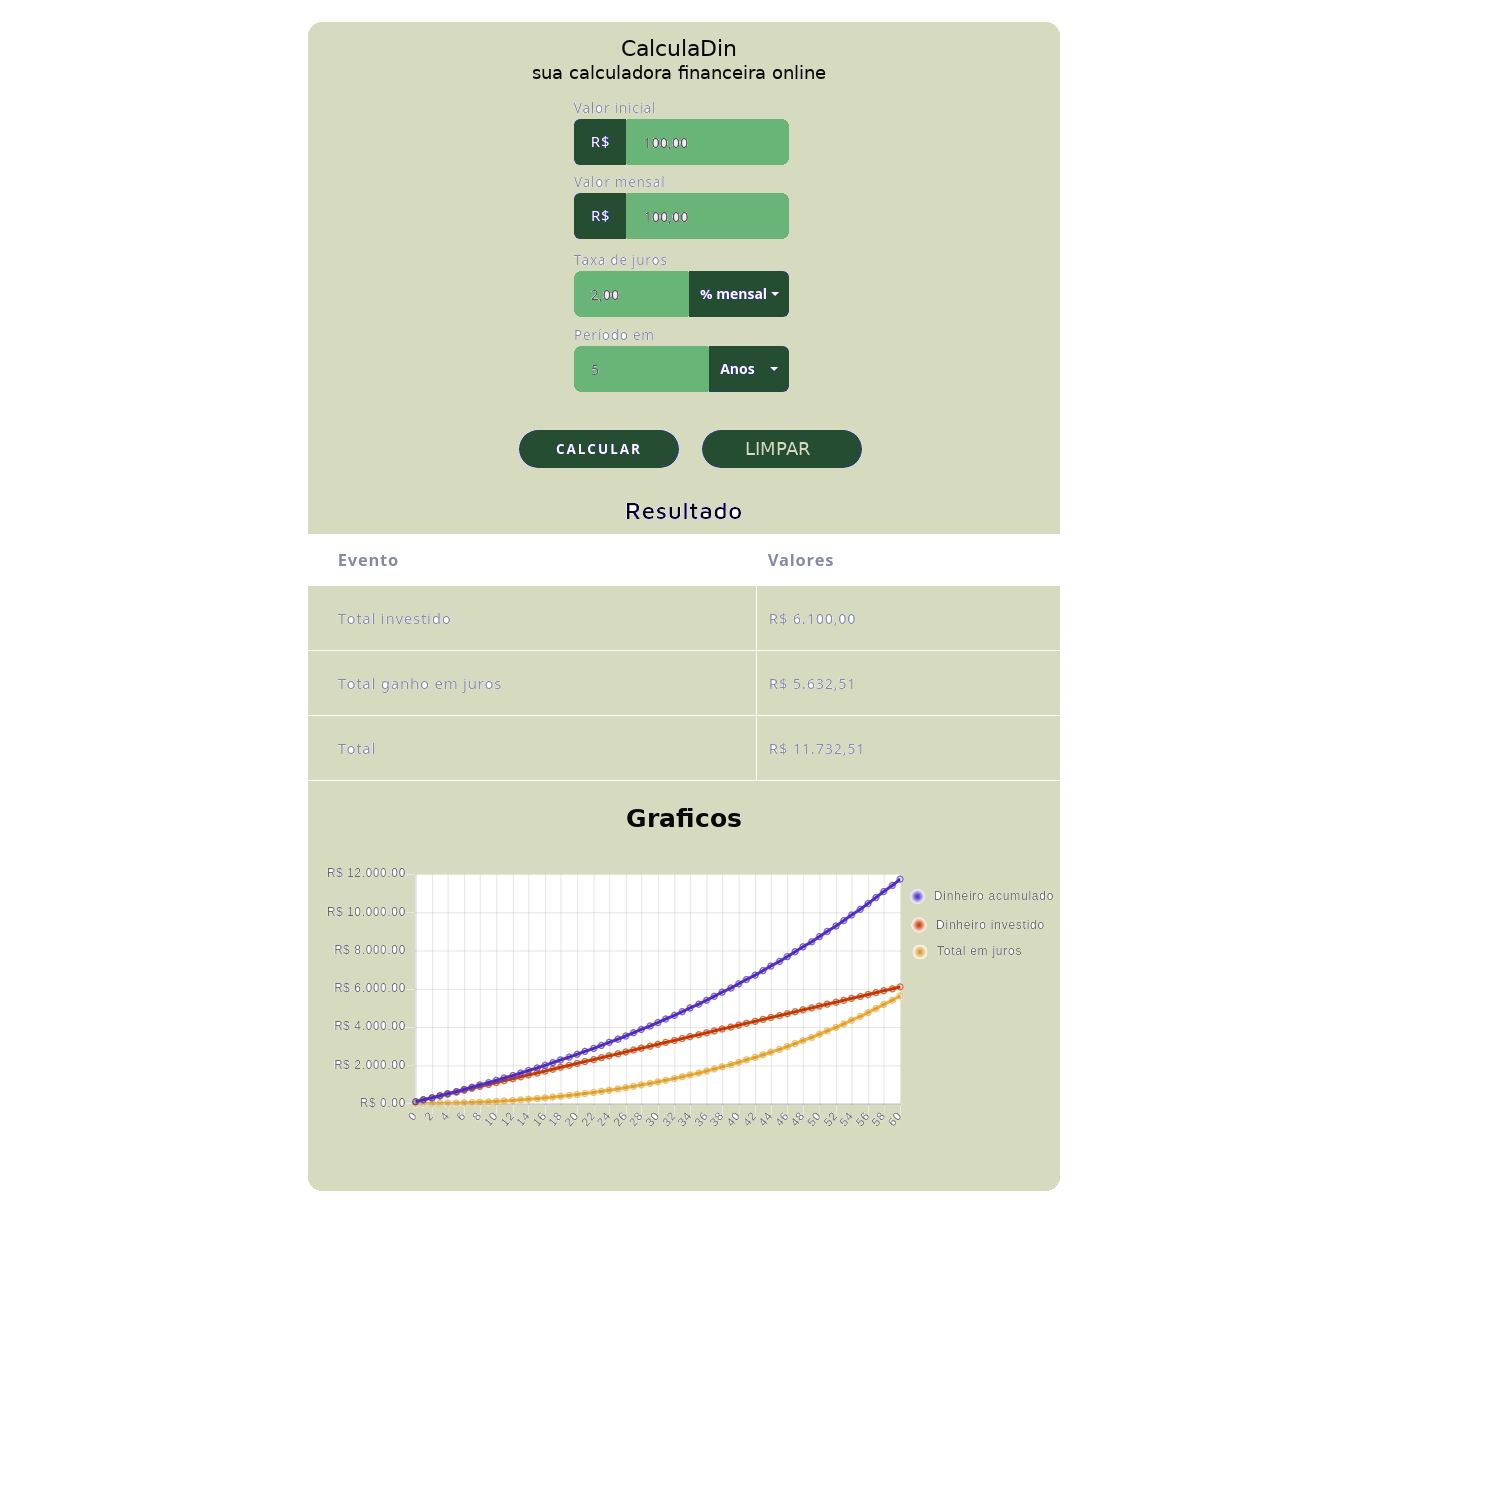 CalculaDin
sua calculadora financeira online
Valor inicial
R$ 100,00
Valor mensal
R$ 100,00
Taxa de juros
2,00 % mensal
Período em
5 Anos
CALCULAR LIMPAR
Resultado
Evento Valores
Total investido R$ 6.100,00
Total ganho em juros R$ 5.632,51
Total R$ 11.732,51
Graficos
R$ 12.000.00
R$ 10.000.00
R$ 8.000.00
R$ 6.000.00
R$ 4.000.00
R$ 2.000.00
R$ 0.00
0 2 4 6 8 10 12 14 16 18 20 22 24 26 28 30 32 34 36 38 40 42 44 46 48 50 52 54 56 58 60
Dinheiro acumulado
Dinheiro investido
Total em juros